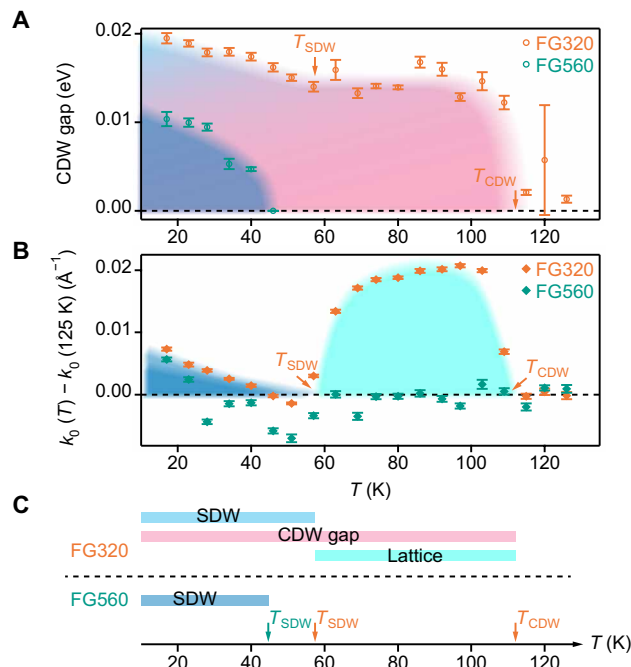 A
CDW gap (eV)
0.02
0.01
0.00
T_SDW
T_CDW
FG320
FG560
20 40 60 80 100 120
B
k₀ (T) − k₀ (125 K) (Å⁻¹)
0.02
0.01
0.00
T_SDW
T_CDW
FG320
FG560
20 40 60 80 100 120
T (K)
C
SDW
CDW gap
FG320
Lattice
FG560
SDW
T_SDW T_SDW T_CDW
T (K)
20 40 60 80 100 120